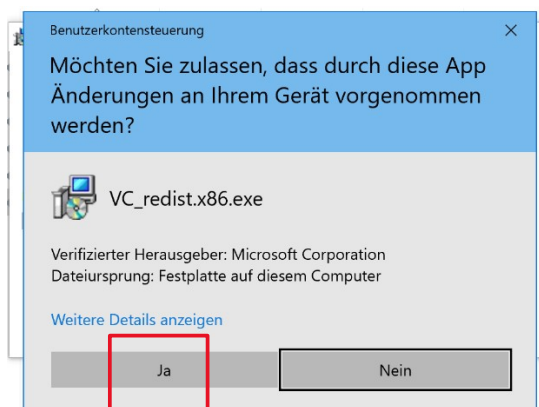 Benutzerkontensteuerung
Möchten Sie zulassen, dass durch diese App
Änderungen an Ihrem Gerät vorgenommen
werden?
VC_redist.x86.exe
Verifizierter Herausgeber: Microsoft Corporation
Dateiursprung: Festplatte auf diesem Computer
Weitere Details anzeigen
Ja Nein